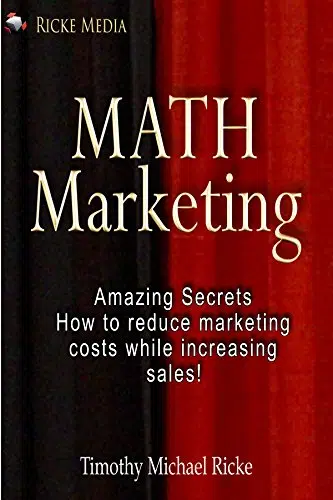 RICKE MEDIA
MATH
Marketing
Amazing Secrets
How to reduce marketing
costs while increasing
sales!
Timothy Michael Ricke